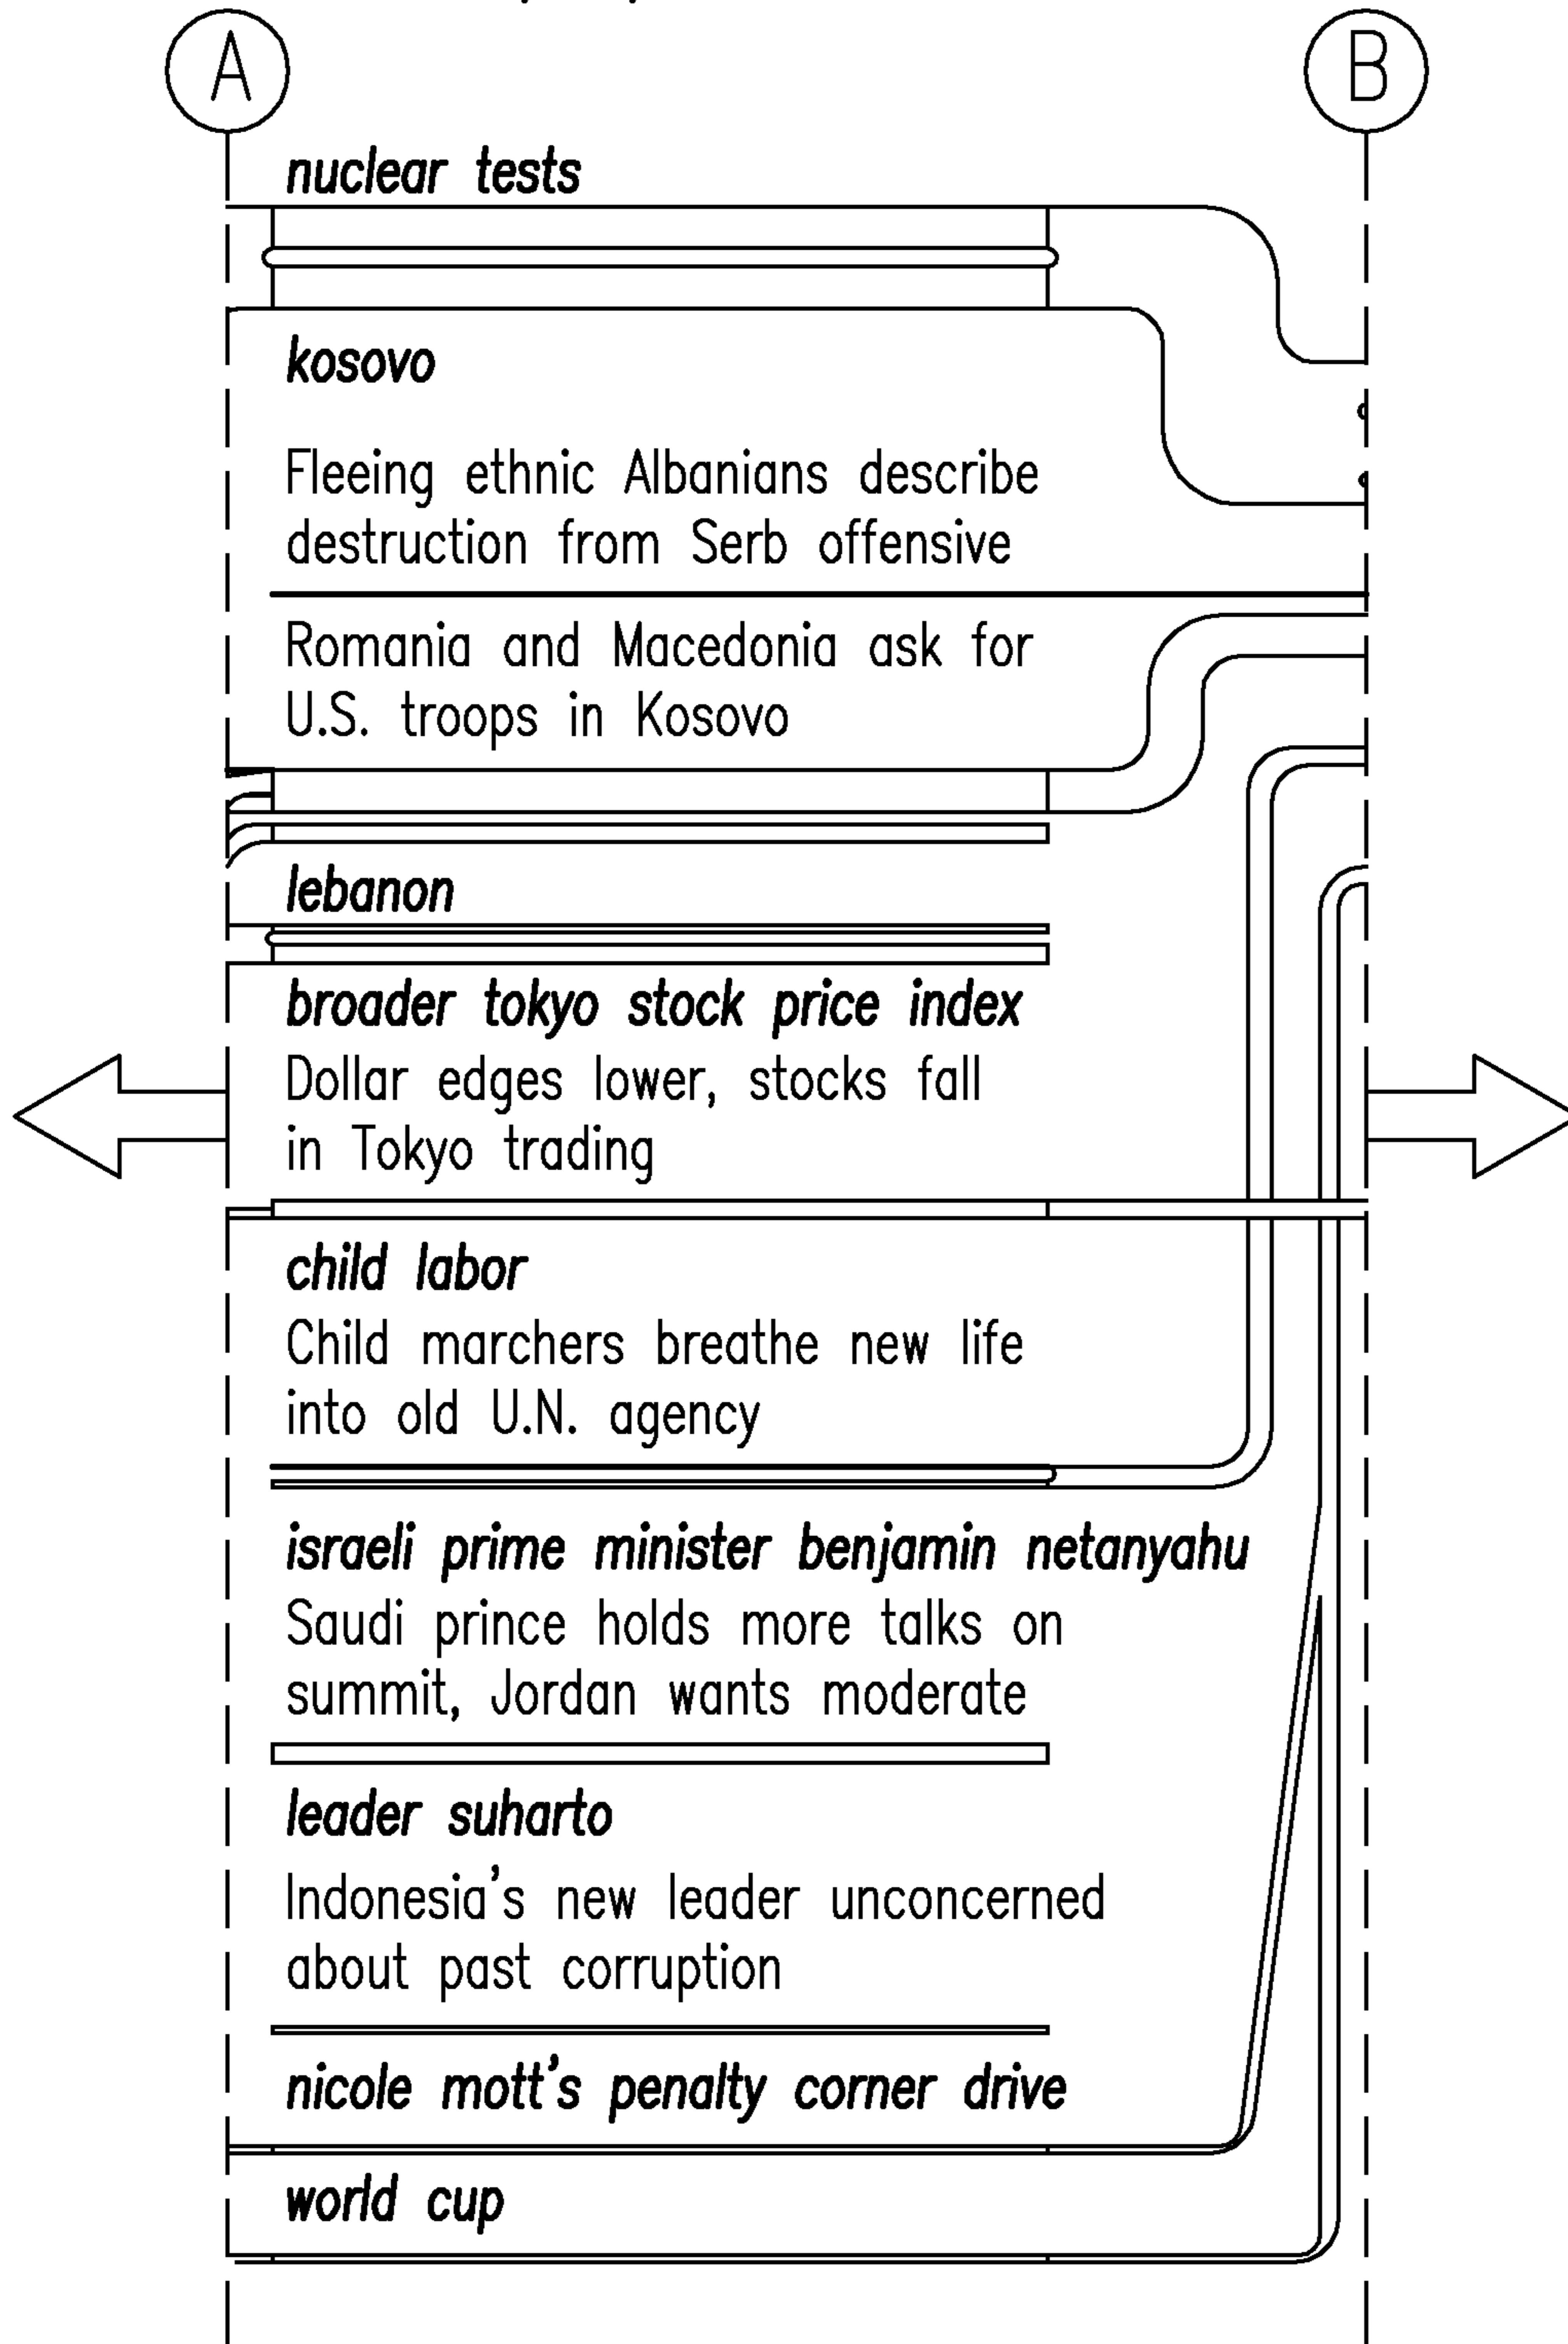 A
B
nuclear tests
kosovo
Fleeing ethnic Albanians describe
destruction from Serb offensive
Romania and Macedonia ask for
U.S. troops in Kosovo
lebanon
broader tokyo stock price index
Dollar edges lower, stocks fall
in Tokyo trading
child labor
Child marchers breathe new life
into old U.N. agency
israeli prime minister benjamin netanyahu
Saudi prince holds more talks on
summit, Jordan wants moderate
leader suharto
Indonesia's new leader unconcerned
about past corruption
nicole mott's penalty corner drive
world cup